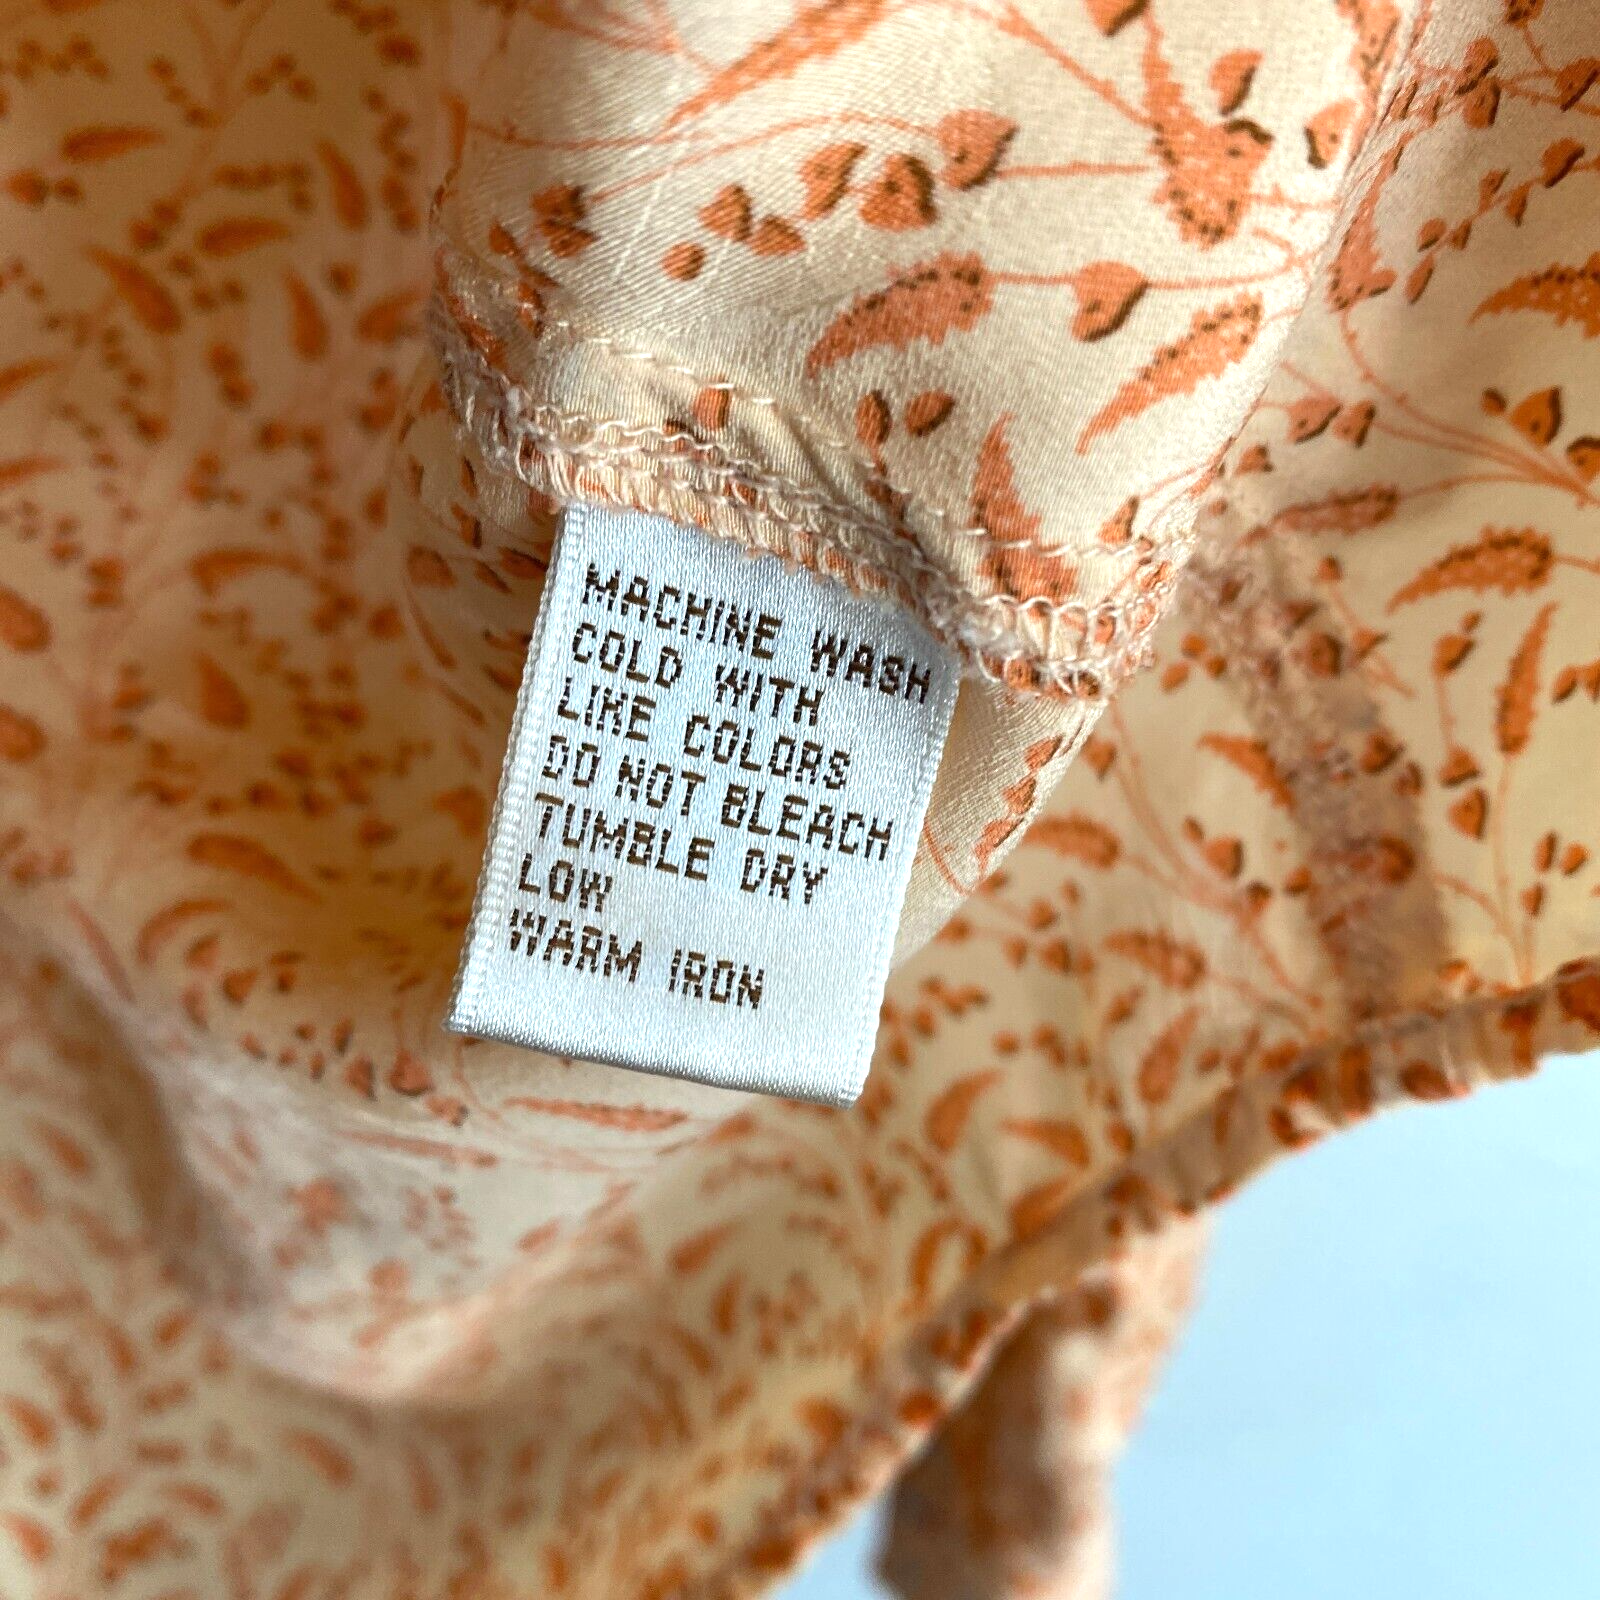 MACHINE WASH
COLD WITH
LIKE COLORS
DO NOT BLEACH
TUMBLE DRY
LOW
WARM IRON